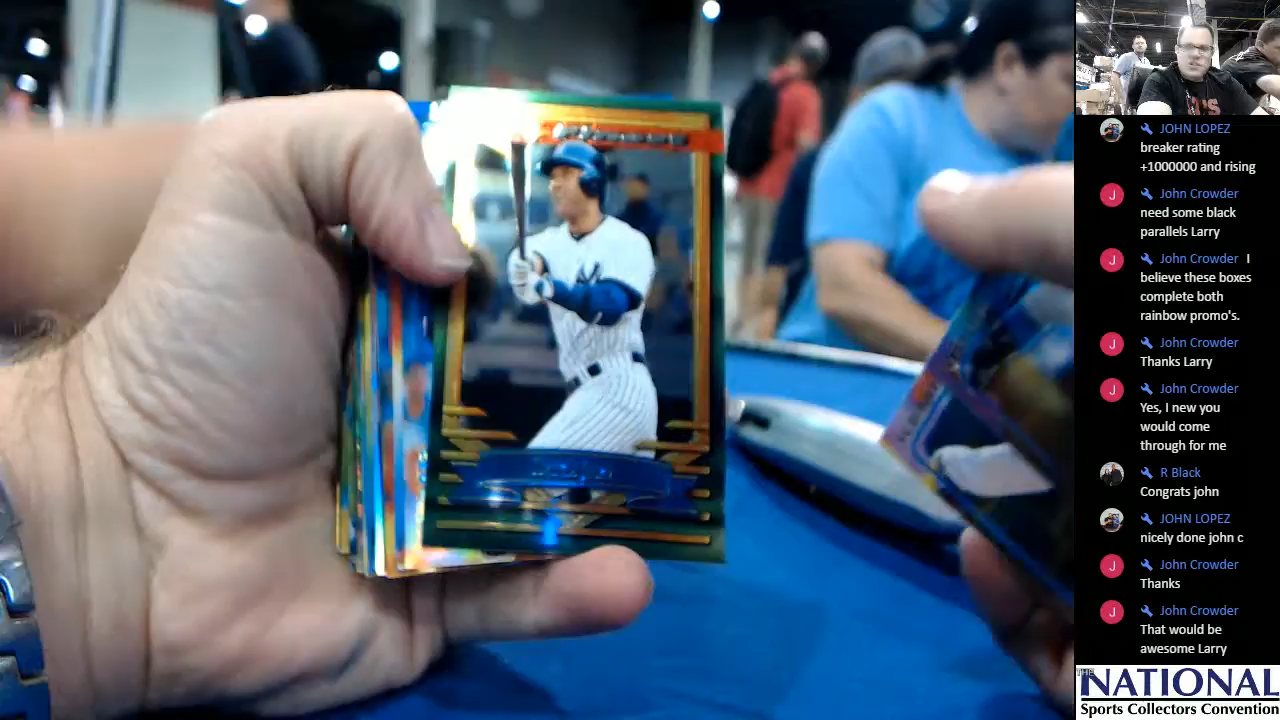 JOHN LOPEZ
breaker rating
+1000000 and rising
J
John Crowder
need some black
parallels Larry
J
John Crowder I
believe these boxes
complete both
rainbow promo's.
J
John Crowder
Thanks Larry
J
John Crowder
Yes, I new you
would come
through for me
R Black
Congrats john
JOHN LOPEZ
nicely done john c
J
John Crowder
Thanks
J
John Crowder
That would be
awesome Larry
THE
NATIONAL
Sports Collectors Convention